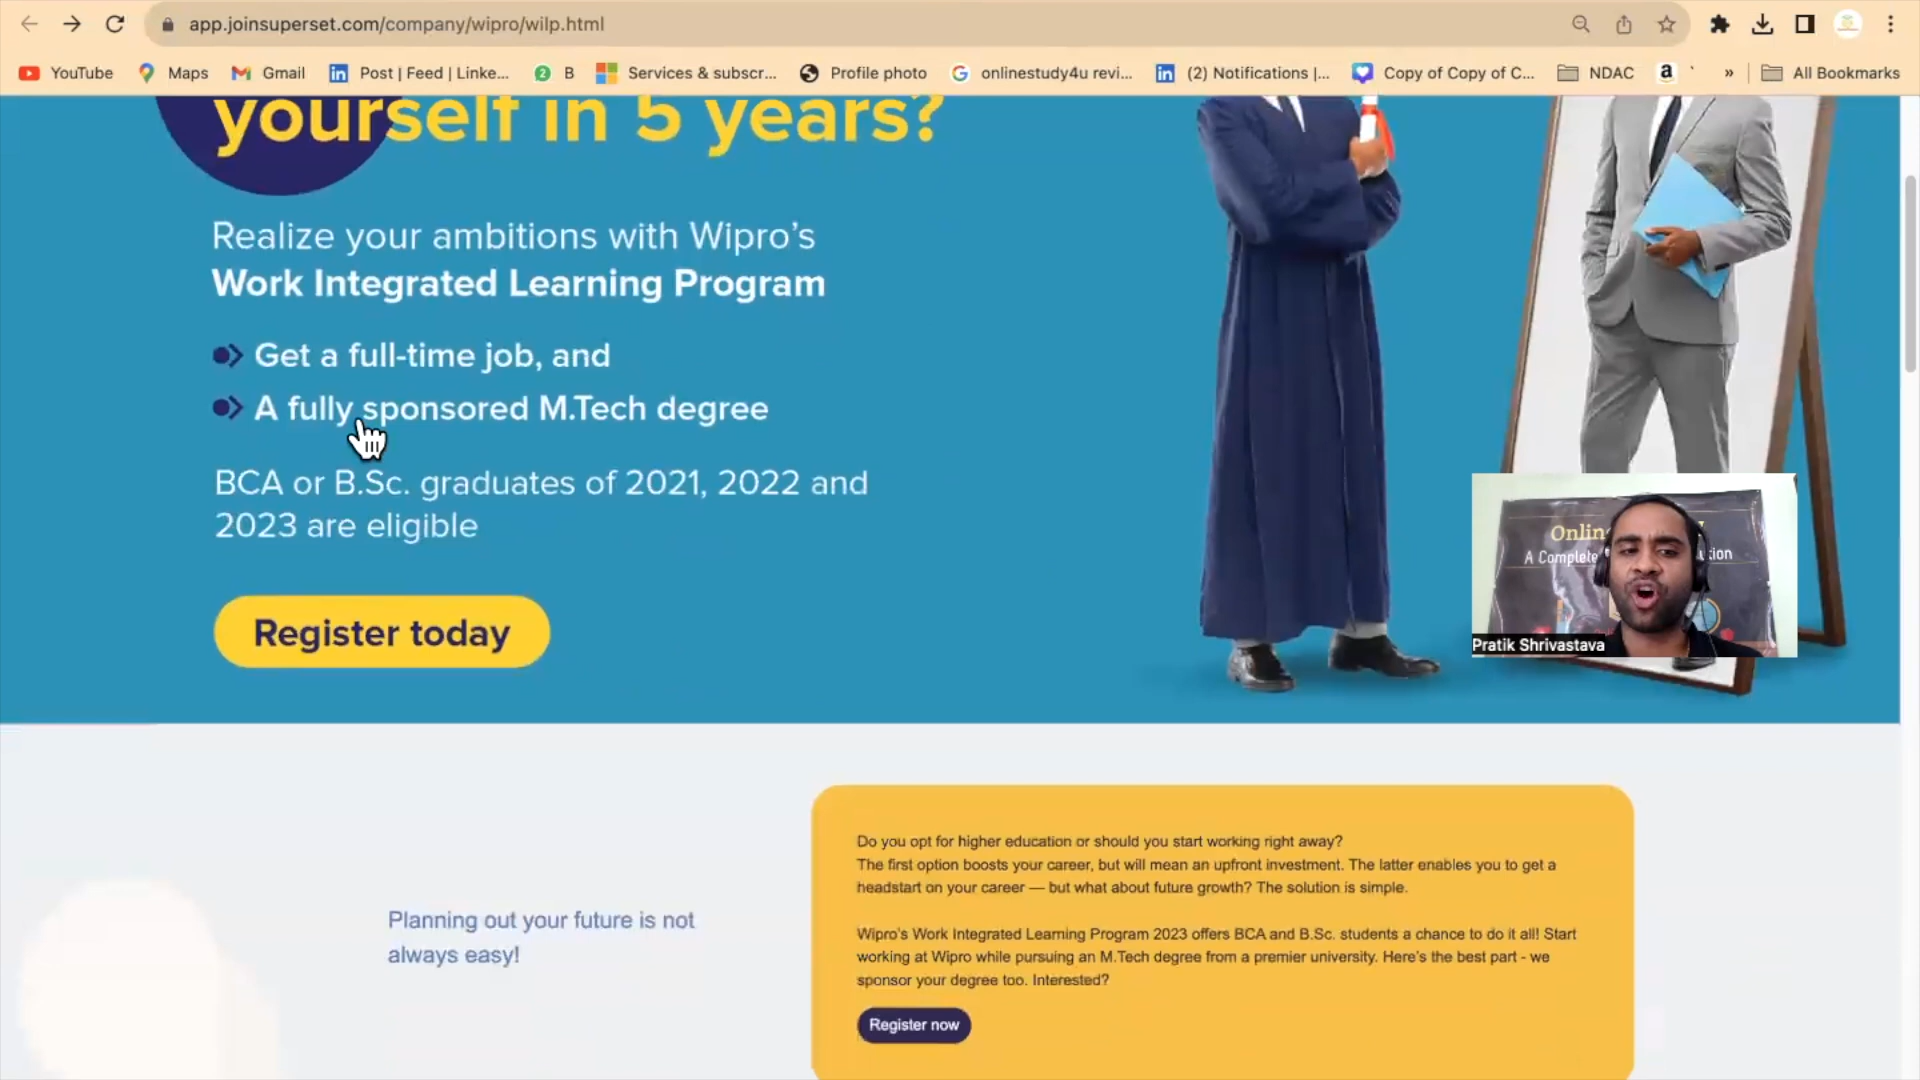 app.joinsuperset.com/company/wipro/wilp.html
YouTube
Maps
Gmail
Post | Feed | Linke...
B
Services & subscr...
Profile photo
onlinestudy4u revi...
(2) Notifications |...
Copy of Copy of C...
NDAC
»
All Bookmarks
yourself in 5 years?
Realize your ambitions with Wipro's
Work Integrated Learning Program
Get a full-time job, and
A fully sponsored M.Tech degree
BCA or B.Sc. graduates of 2021, 2022 and
2023 are eligible
Register today
Onlin
A Complete
ution
Pratik Shrivastava
Planning out your future is not
always easy!
Do you opt for higher education or should you start working right away?
The first option boosts your career, but will mean an upfront investment. The latter enables you to get a
headstart on your career — but what about future growth? The solution is simple.
Wipro's Work Integrated Learning Program 2023 offers BCA and B.Sc. students a chance to do it all! Start
working at Wipro while pursuing an M.Tech degree from a premier university. Here's the best part - we
sponsor your degree too. Interested?
Register now